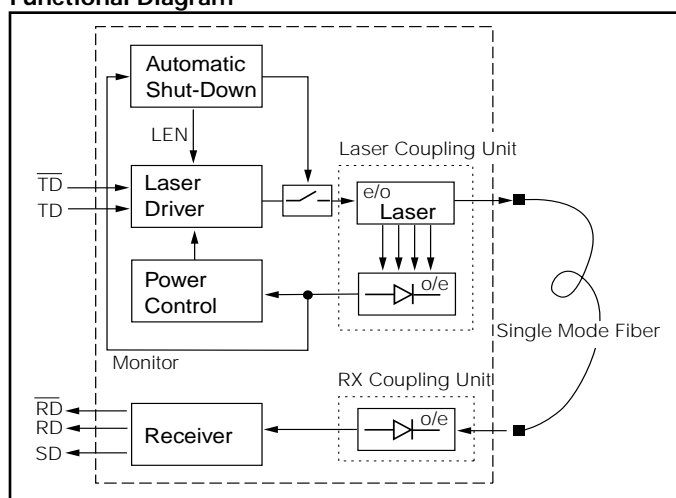 Functional Diagram
Automatic
Shut-Down
LEN
Laser Coupling Unit
TD
TD
Laser
Driver
e/o
Laser
Power
Control
o/e
Single Mode Fiber
Monitor
RX Coupling Unit
RD
RD
SD
Receiver
o/e